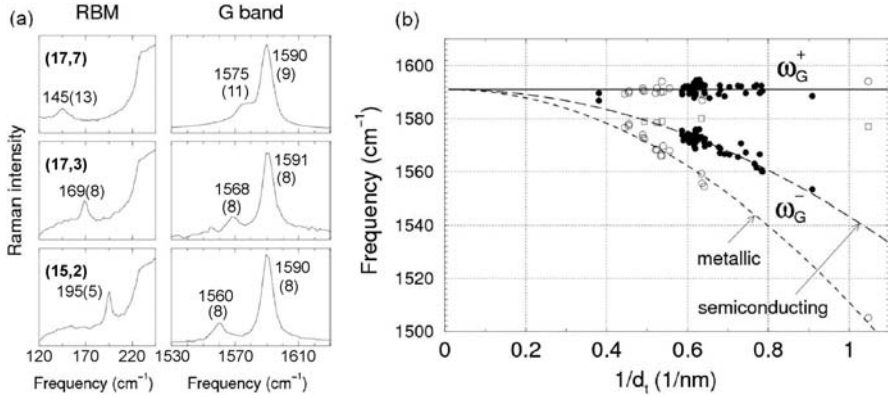 (a)
RBM
G band
(17,7)
145(13)
1575
(11)
1590
(9)
(17,3)
169(8)
1568
(8)
1591
(8)
(15,2)
195(5)
1560
(8)
1590
(8)
Raman intensity
120 170 220
1530 1570 1610
Frequency (cm⁻¹)
Frequency (cm⁻¹)
(b)
1600
1580
1560
1540
1520
1500
Frequency (cm⁻¹)
ω_G^+
ω_G^−
metallic
semiconducting
0 0.2 0.4 0.6 0.8 1
1/d_t (1/nm)